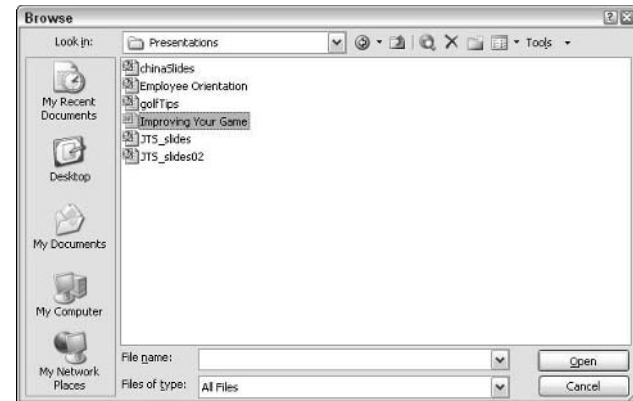 Browse
Look in: Presentations Tools
My Recent
Documents
Desktop
My Documents
My Computer
My Network
Places
chinaSlides
Employee Orientation
golfTips
Improving Your Game
JTS_slides
JTS_slides02
File name: Open
Files of type: All Files Cancel